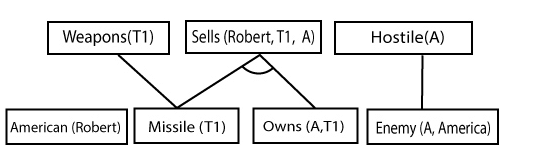 Weapons(T1)
Sells (Robert, T1, A)
Hostile(A)
American (Robert)
Missile (T1)
Owns (A,T1)
Enemy (A, America)